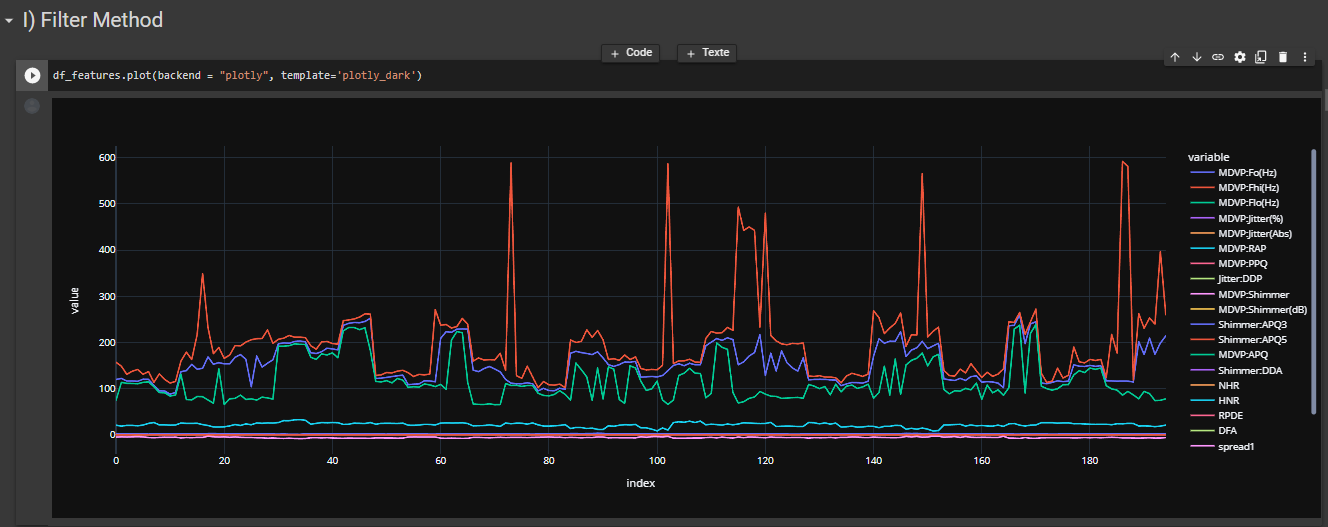 I) Filter Method
+ Code + Texte
df_features.plot(backend = "plotly", template='plotly_dark')
variable
600
500
400
300
200
100
0
value
0 20 40 60 80 100 120 140 160 180
index
MDVP:Fo(Hz)
MDVP:Fhi(Hz)
MDVP:Flo(Hz)
MDVP:Jitter(%)
MDVP:Jitter(Abs)
MDVP:RAP
MDVP:PPQ
Jitter:DDP
MDVP:Shimmer
MDVP:Shimmer(dB)
Shimmer:APQ3
Shimmer:APQ5
MDVP:APQ
Shimmer:DDA
NHR
HNR
RPDE
DFA
spread1